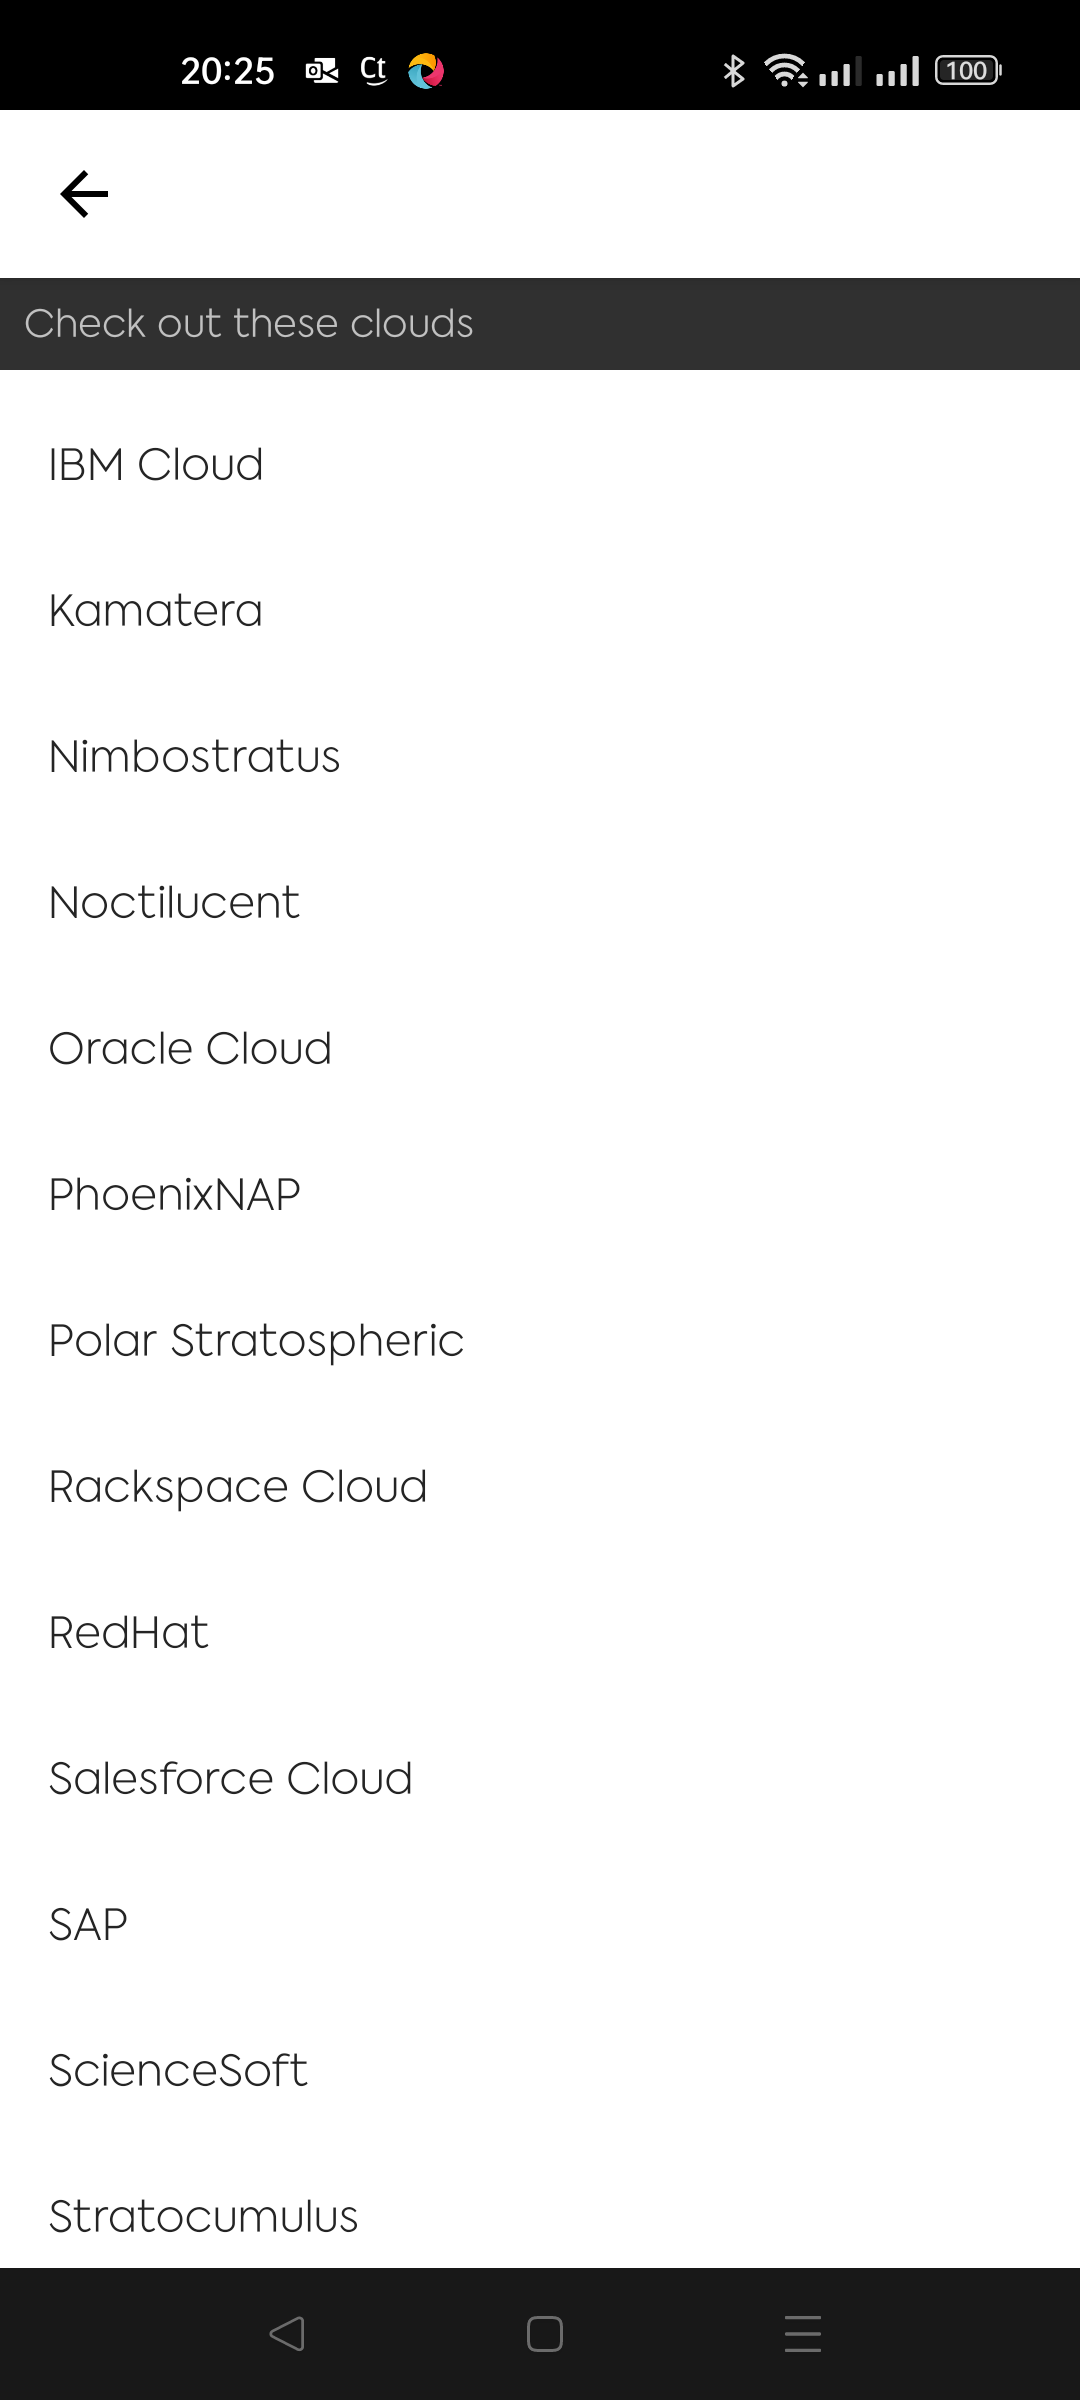 20:25
Ct
100
Check out these clouds
IBM Cloud
Kamatera
Nimbostratus
Noctilucent
Oracle Cloud
PhoenixNAP
Polar Stratospheric
Rackspace Cloud
RedHat
Salesforce Cloud
SAP
ScienceSoft
Stratocumulus